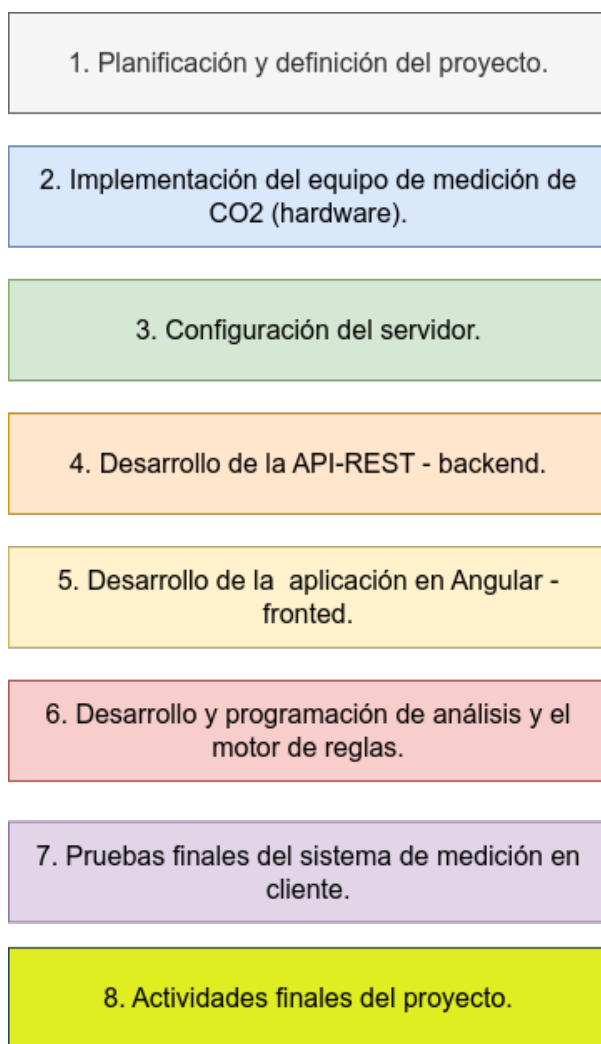 1. Planificación y definición del proyecto.
2. Implementación del equipo de medición de
CO2 (hardware).
3. Configuración del servidor.
4. Desarrollo de la API-REST - backend.
5. Desarrollo de la aplicación en Angular -
fronted.
6. Desarrollo y programación de análisis y el
motor de reglas.
7. Pruebas finales del sistema de medición en
cliente.
8. Actividades finales del proyecto.